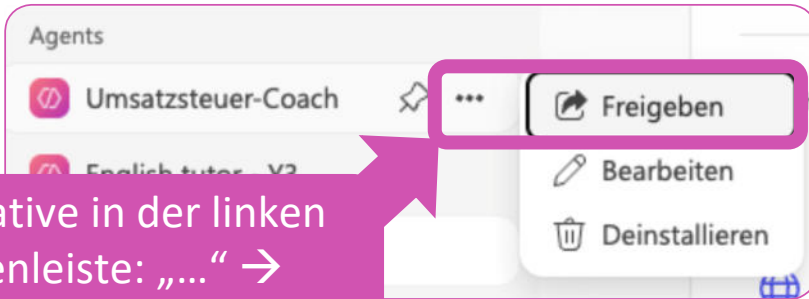 Agents
Umsatzsteuer-Coach ... Freigeben
Bearbeiten
ative in der linken
enleiste: „...“ → Deinstallieren